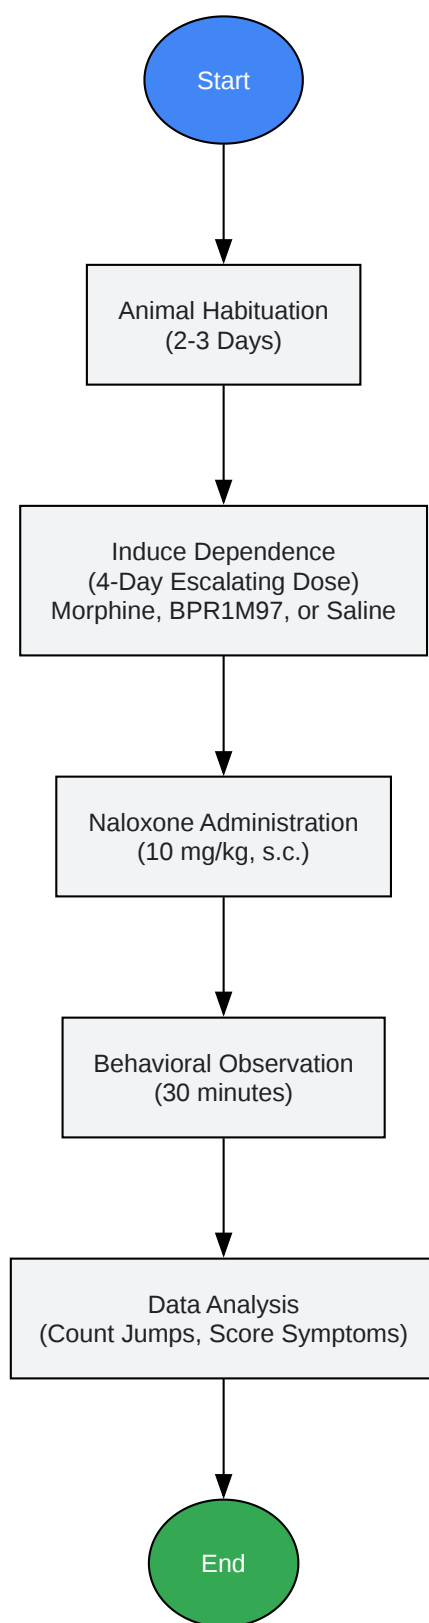 Start
Animal Habituation
(2-3 Days)
Induce Dependence
(4-Day Escalating Dose)
Morphine, BPR1M97, or Saline
Naloxone Administration
(10 mg/kg, s.c.)
Behavioral Observation
(30 minutes)
Data Analysis
(Count Jumps, Score Symptoms)
End